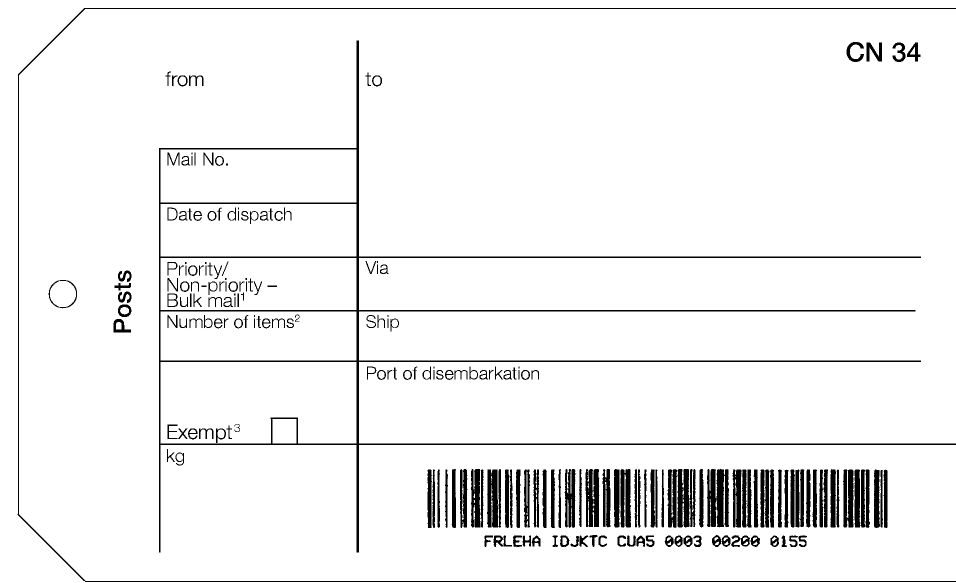 CN 34
from
to
Mail No.
Date of dispatch
Posts
Priority/
Non-priority –
Bulk mail¹
Via
Number of items²
Ship
Port of disembarkation
Exempt³
kg
FRLEHA IDJKTC CUA5 0003 00200 0155